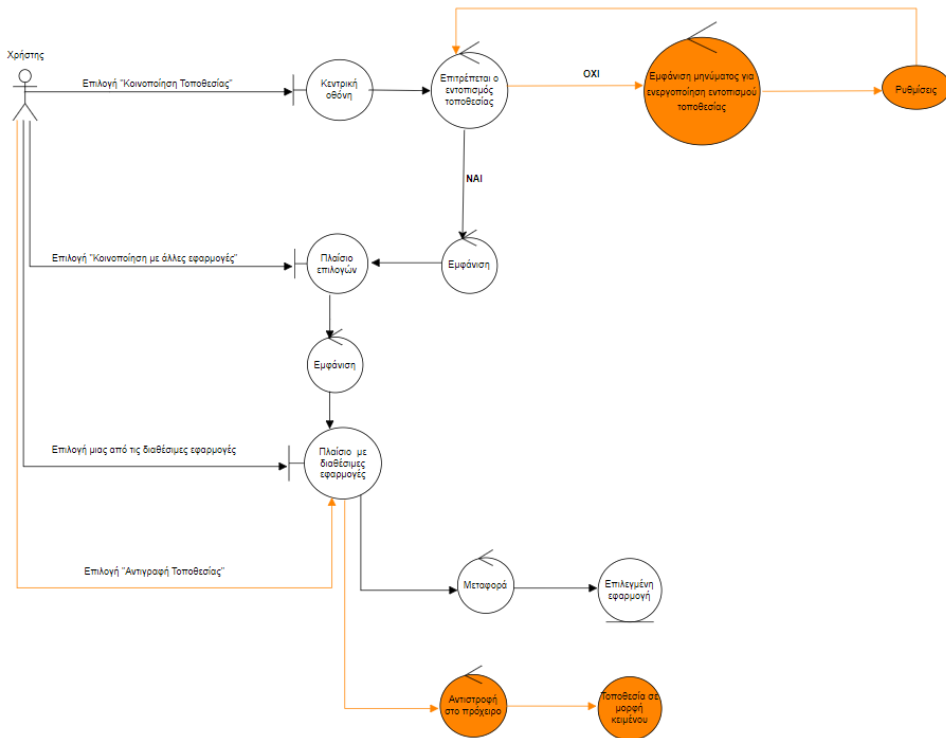 Χρήστης
Επιλογή "Κοινοποίηση Τοποθεσίας"
Κεντρική
οθόνη
Επιτρέπεται ο
εντοπισμός
τοποθεσίας
ΟΧΙ
Εμφάνιση μηνύματος για
ενεργοποίηση εντοπισμού
τοποθεσίας
Ρυθμίσεις
ΝΑΙ
Επιλογή "Κοινοποίηση με άλλες εφαρμογές"
Πλαίσιο
επιλογών
Εμφάνιση
Εμφάνιση
Επιλογή μιας από τις διαθέσιμες εφαρμογές
Πλαίσιο με
διαθέσιμες
εφαρμογές
Επιλογή "Αντιγραφή Τοποθεσίας"
Μεταφορά
Επιλεγμένη
εφαρμογή
Αντιστροφή
στο πρόχειρο
Τοποθεσία σε
μορφή
κειμένου